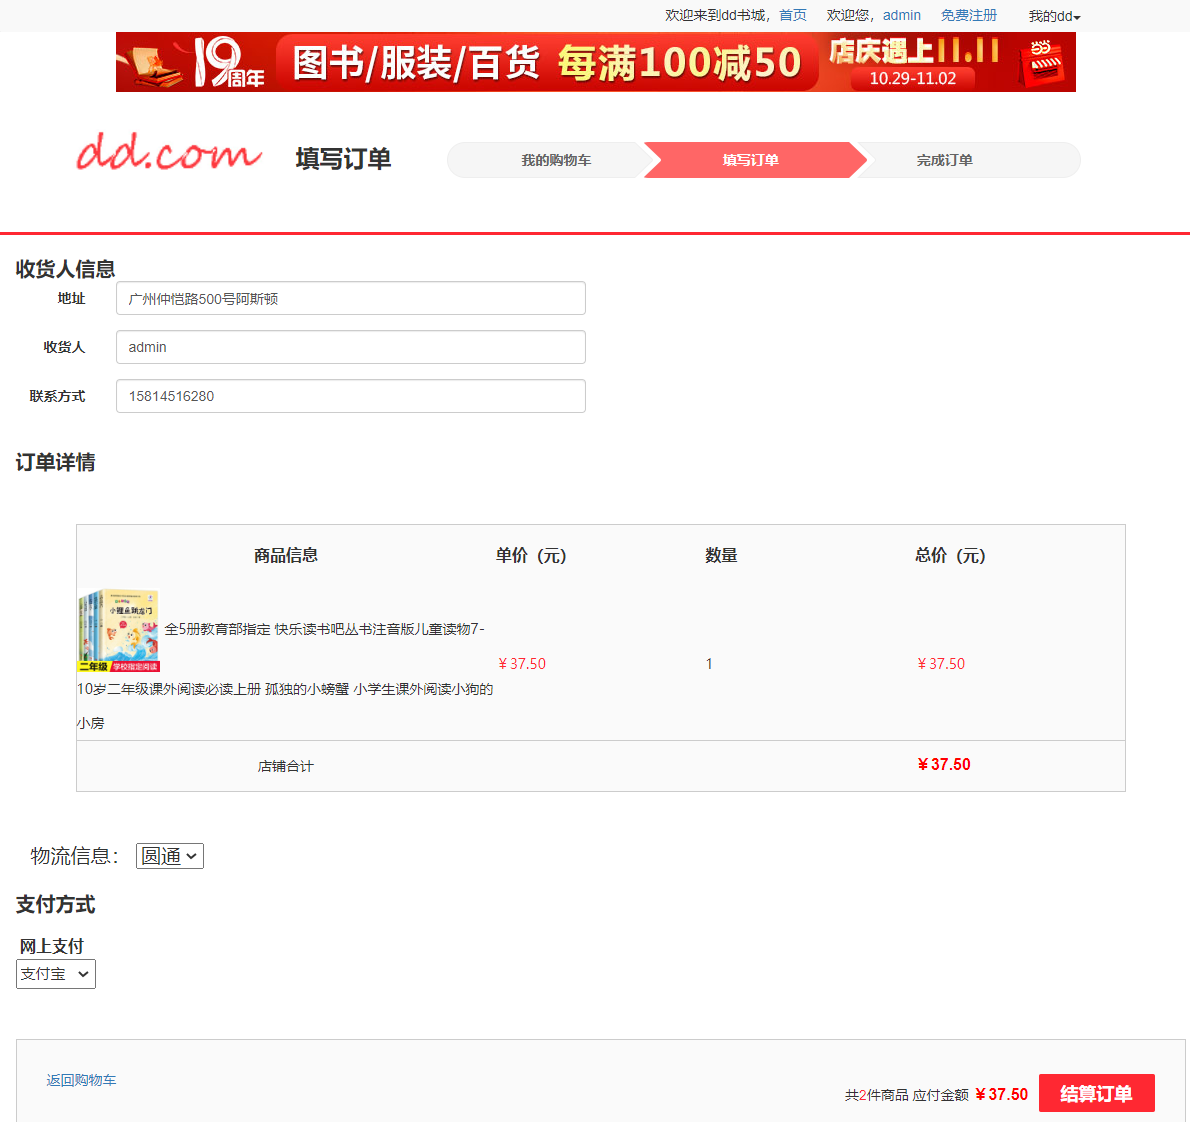 欢迎来到dd书城，首页 欢迎您，admin 免费注册 我的dd
19周年 图书/服装/百货 每满100减50 店庆遇上11.11
10.29-11.02
dd.com 填写订单 我的购物车 填写订单 完成订单
收货人信息
地址 广州仲恺路500号阿斯顿
收货人 admin
联系方式 15814516280
订单详情
商品信息 单价（元） 数量 总价（元）
小鲤鱼跳龙门
二年级 学校指定阅读
全5册教育部指定 快乐读书吧丛书注音版儿童读物7-
¥ 37.50 1 ¥ 37.50
10岁二年级课外阅读必读上册 孤独的小螃蟹 小学生课外阅读小狗的
小房
店铺合计 ¥ 37.50
物流信息： 圆通
支付方式
网上支付
支付宝
返回购物车
共2件商品 应付金额 ¥ 37.50 结算订单